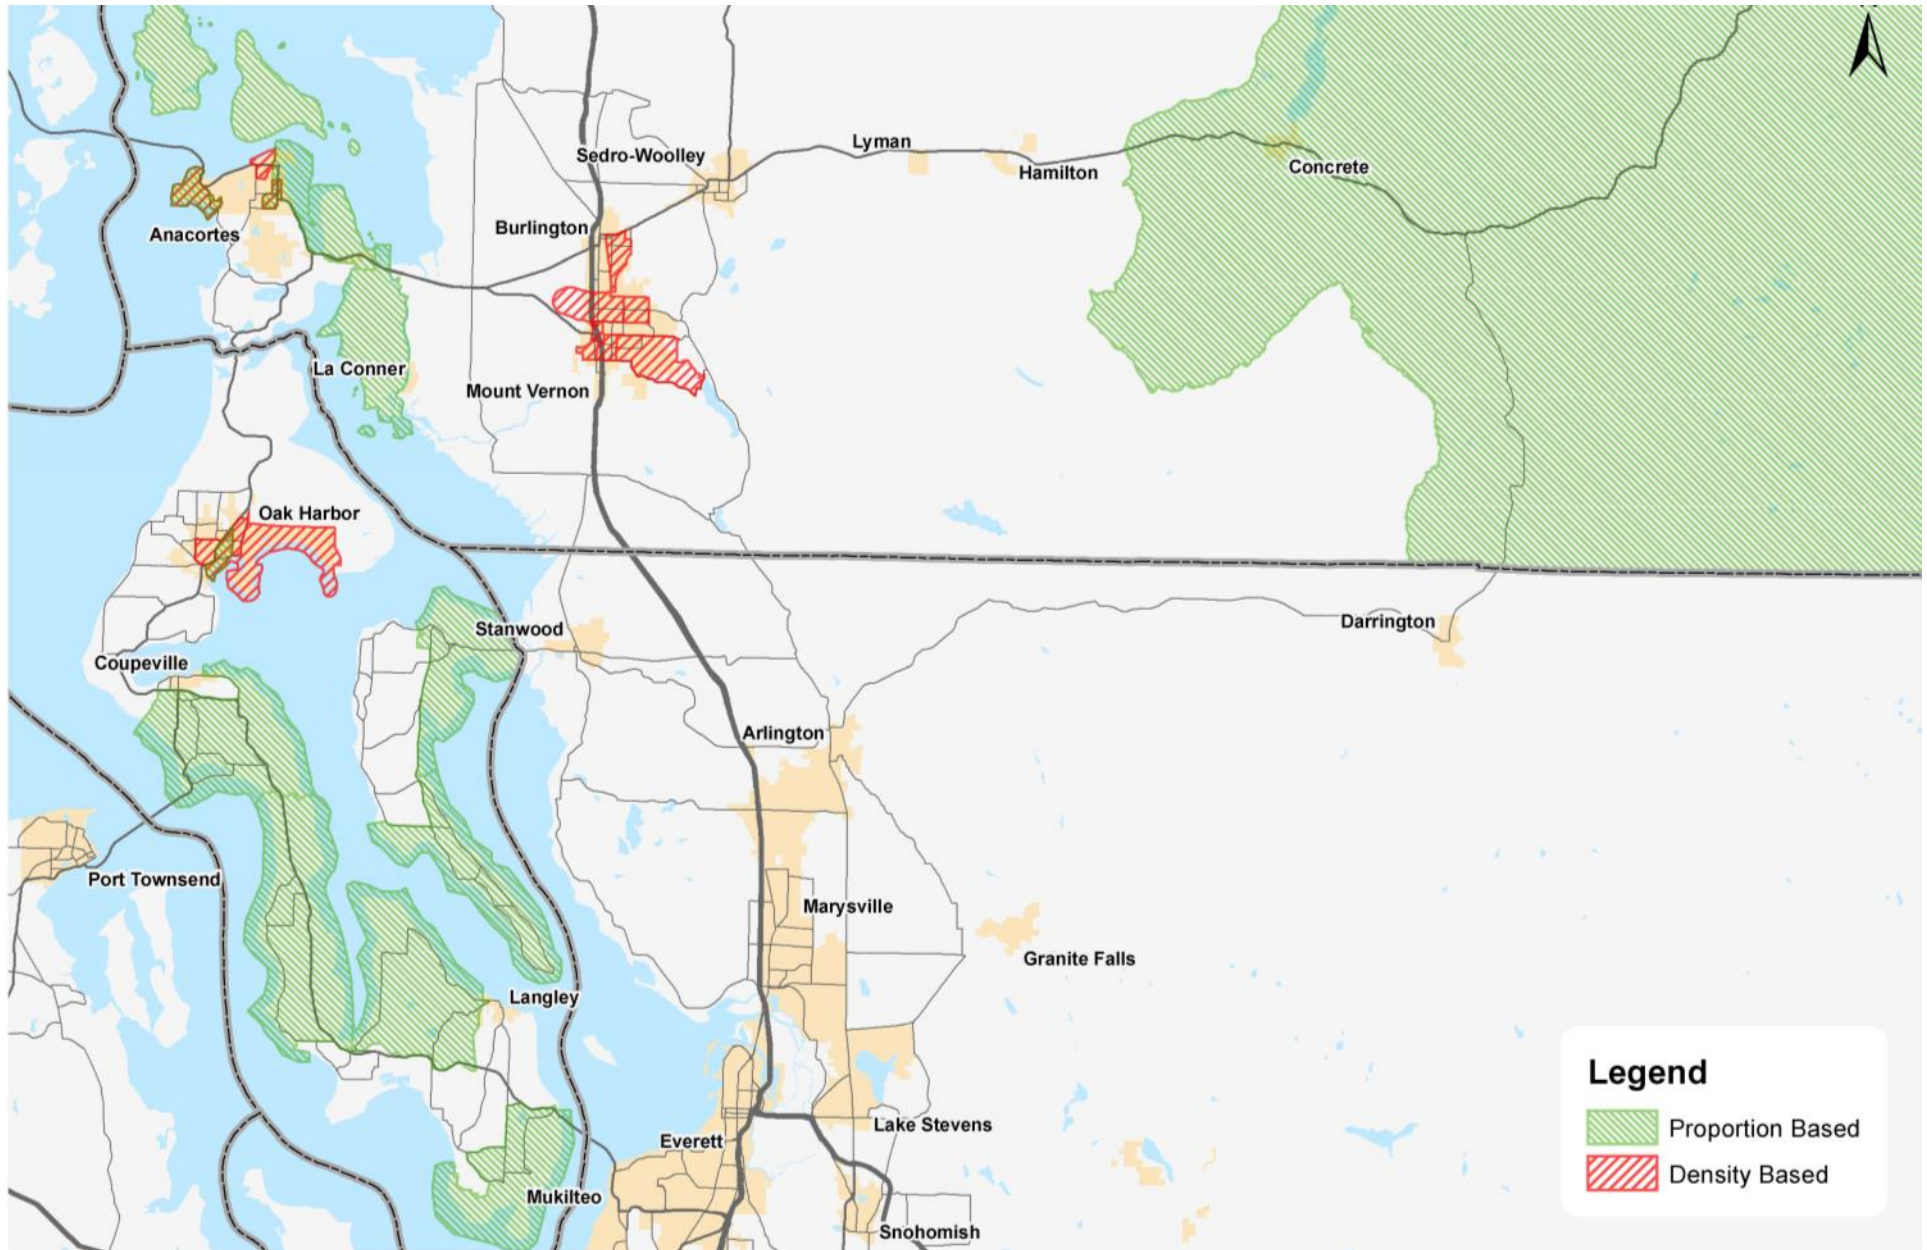 Lyman
Sedro-Woolley
Concrete
Hamilton
Burlington
Anacortes
La Conner
Mount Vernon
Oak Harbor
Darrington
Stanwood
Coupeville
Arlington
Port Townsend
Marysville
Granite Falls
Langley
Legend
Proportion Based
Density Based
Lake Stevens
Everett
Mukilteo
Snohomish